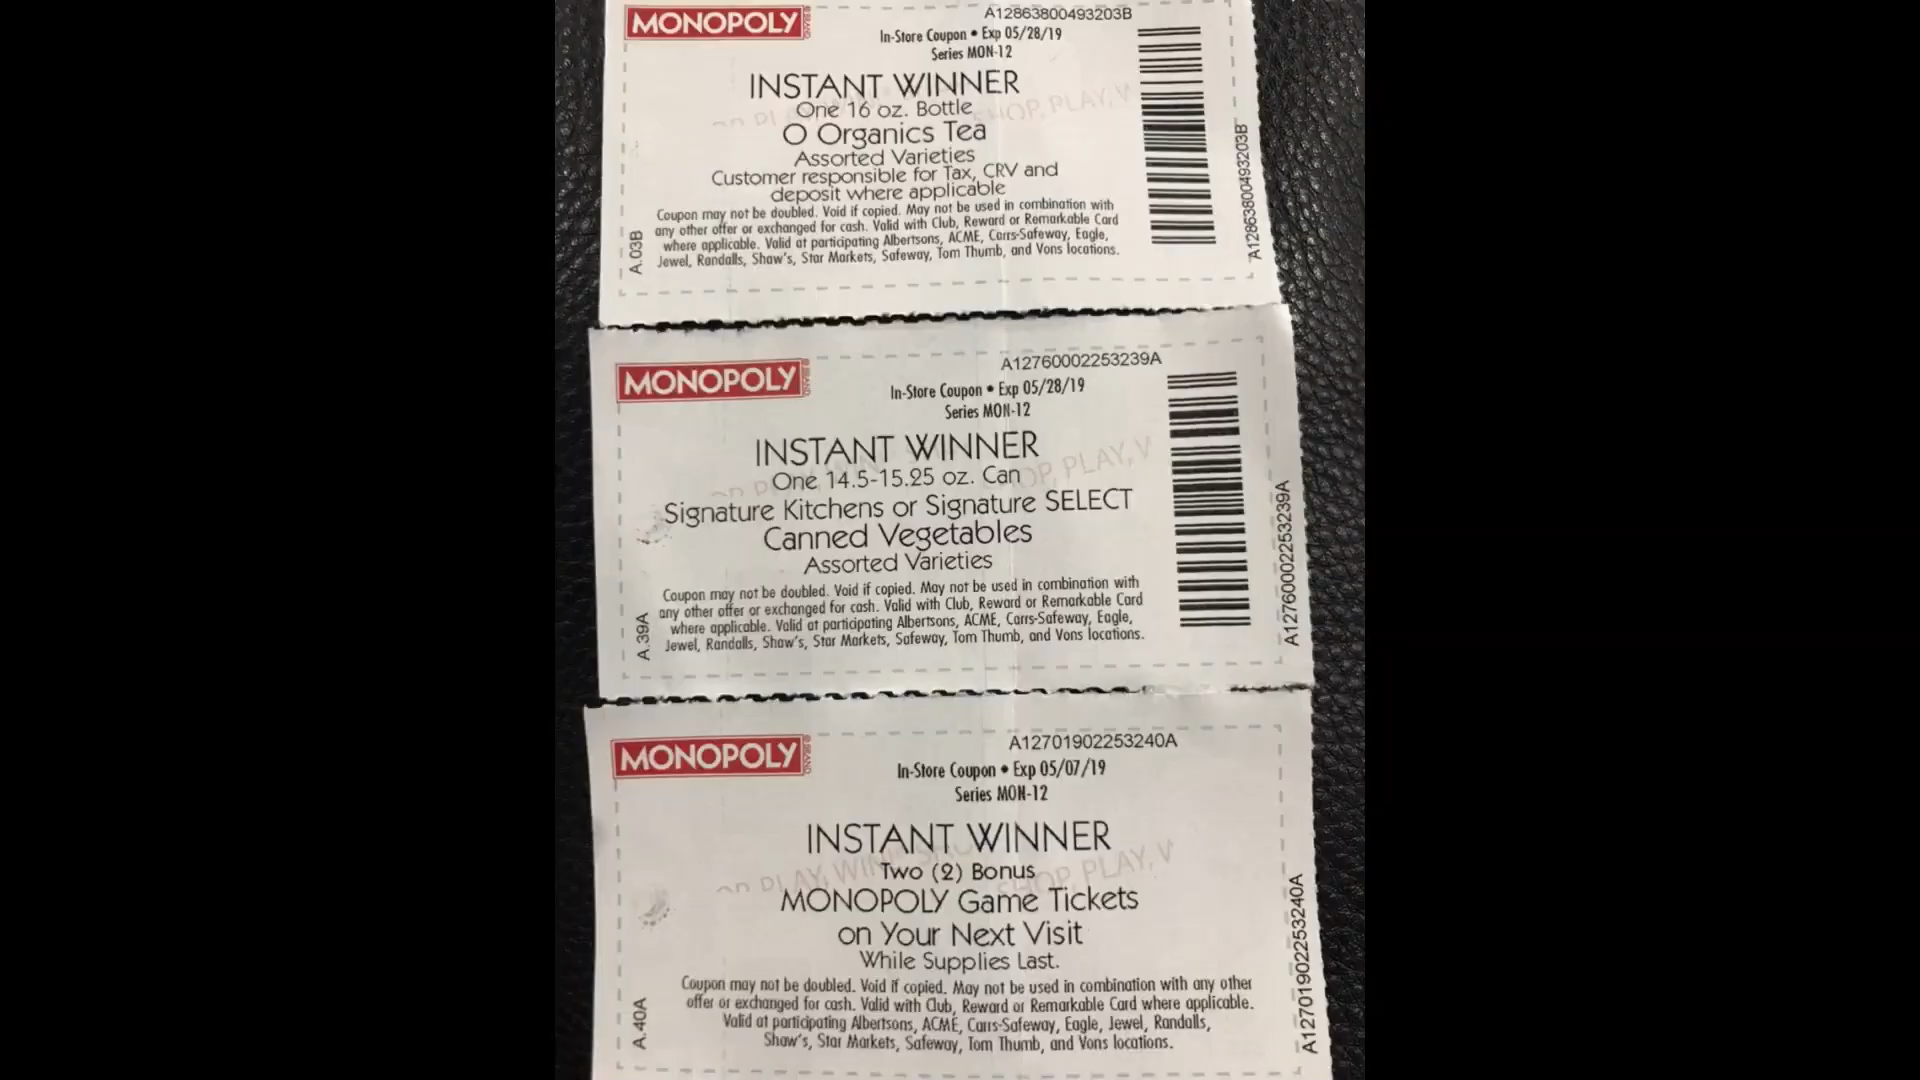 MONOPOLY
BRAND
A12863800493203B
In-Store Coupon • Exp 05/28/19
Series MON-12
INSTANT WINNER
One 16 oz. Bottle
O Organics Tea
Assorted Varieties
Customer responsible for Tax, CRV and
deposit where applicable
Coupon may not be doubled. Void if copied. May not be used in combination with
any other offer or exchanged for cash. Valid with Club, Reward or Remarkable Card
where applicable. Valid at participating Albertsons, ACME, Carrs-Safeway, Eagle,
Jewel, Randalls, Shaw's, Star Markets, Safeway, Tom Thumb, and Vons locations.
A.03B
A12863800493203B
SHOP, PLAY,
MONOPOLY
BRAND
A12760002253239A
In-Store Coupon • Exp 05/28/19
Series MON-12
INSTANT WINNER
One 14.5-15.25 oz. Can
Signature Kitchens or Signature SELECT
Canned Vegetables
Assorted Varieties
Coupon may not be doubled. Void if copied. May not be used in combination with
any other offer or exchanged for cash. Valid with Club, Reward or Remarkable Card
where applicable. Valid at participating Albertsons, ACME, Carrs-Safeway, Eagle,
Jewel, Randalls, Shaw's, Star Markets, Safeway, Tom Thumb, and Vons locations.
A.39A
A12760002253239A
PLAY,
MONOPOLY
BRAND
A12701902253240A
In-Store Coupon • Exp 05/07/19
Series MON-12
INSTANT WINNER
Two (2) Bonus
MONOPOLY Game Tickets
on Your Next Visit
While Supplies Last.
Coupon may not be doubled. Void if copied. May not be used in combination with any other
offer or exchanged for cash. Valid with Club, Reward or Remarkable Card where applicable.
Valid at participating Albertsons, ACME, Carrs-Safeway, Eagle, Jewel, Randalls,
Shaw's, Star Markets, Safeway, Tom Thumb, and Vons locations.
A.40A
A12701902253240A
PLAY, WIN
SHOP, PLAY,